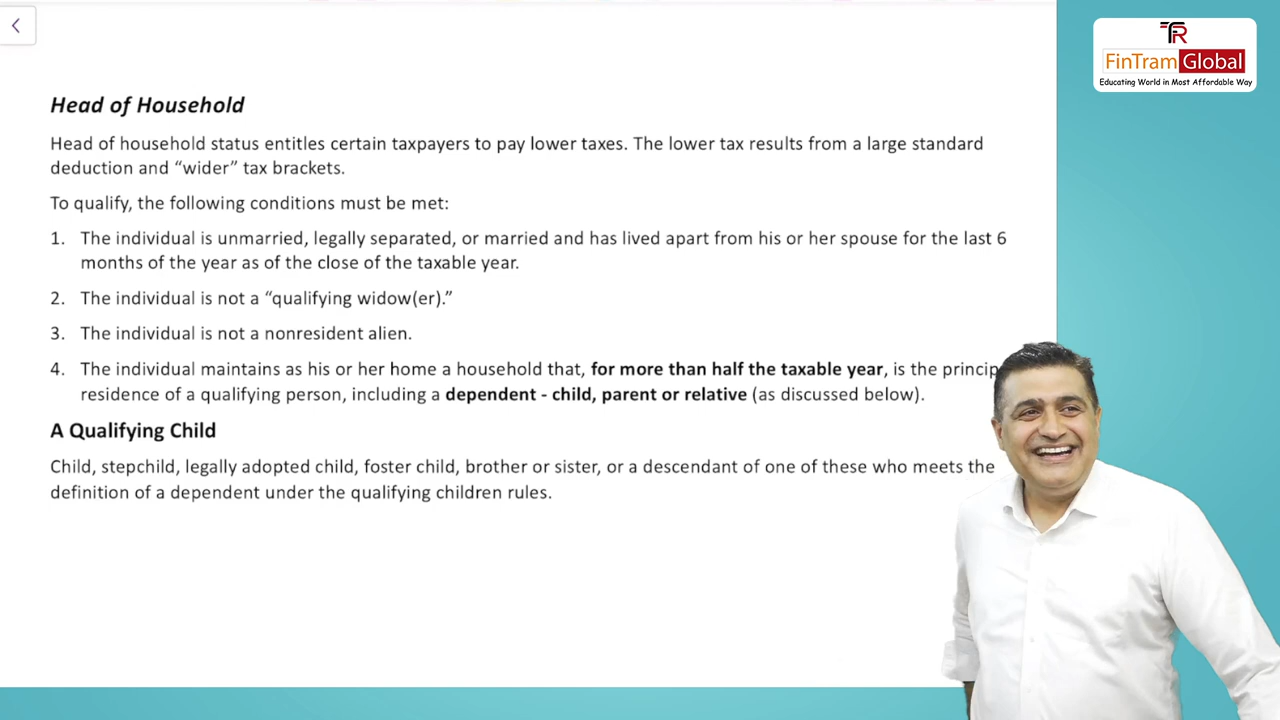 TR
FinTram Global
Educating World in Most Affordable Way
Head of Household
Head of household status entitles certain taxpayers to pay lower taxes. The lower tax results from a large standard
deduction and “wider” tax brackets.
To qualify, the following conditions must be met:
1. The individual is unmarried, legally separated, or married and has lived apart from his or her spouse for the last 6
months of the year as of the close of the taxable year.
2. The individual is not a “qualifying widow(er).”
3. The individual is not a nonresident alien.
4. The individual maintains as his or her home a household that, for more than half the taxable year, is the princip
residence of a qualifying person, including a dependent - child, parent or relative (as discussed below).
A Qualifying Child
Child, stepchild, legally adopted child, foster child, brother or sister, or a descendant of one of these who meets the
definition of a dependent under the qualifying children rules.